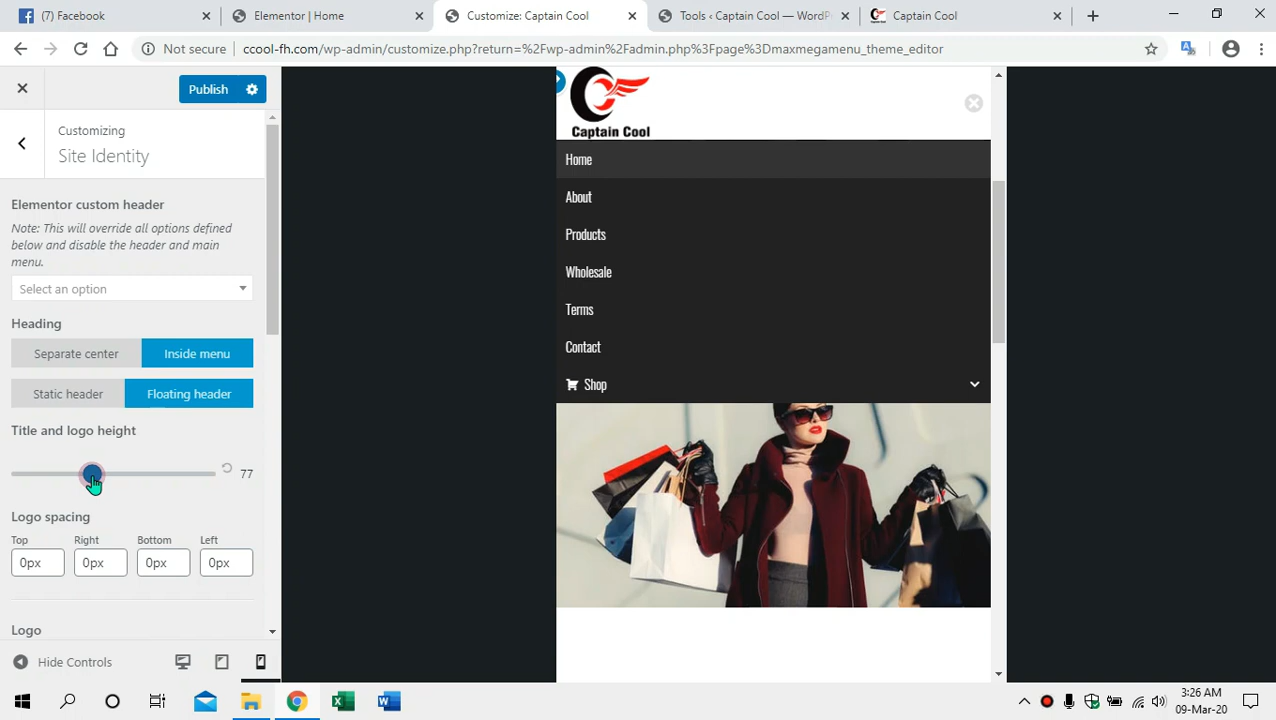 (7) Facebook
Elementor | Home
Customize: Captain Cool
Tools ‹ Captain Cool — WordP
Captain Cool
Not secure
ccool-fh.com/wp-admin/customize.php?return=%2Fwp-admin%2Fadmin.php%3Fpage%3Dmaxmegamenu_theme_editor
Publish
Customizing
Site Identity
Elementor custom header
Note: This will override all options defined
below and disable the header and main
menu.
Select an option
Heading
Separate center
Inside menu
Static header
Floating header
Title and logo height
77
Logo spacing
Top
Right
Bottom
Left
0px
0px
0px
0px
Logo
Hide Controls
Captain Cool
Home
About
Products
Wholesale
Terms
Contact
Shop
3:26 AM
09-Mar-20